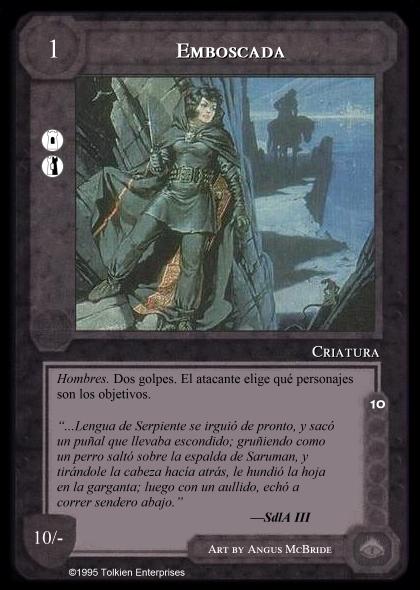 1
EMBOSCADA
CRIATURA
Hombres. Dos golpes. El atacante elige qué personajes
son los objetivos.
10
“...Lengua de Serpiente se irguió de pronto, y sacó
un puñal que llevaba escondido; gruñiendo como
un perro saltó sobre la espalda de Saruman, y
tirándole la cabeza hacía atrás, le hundió la hoja
en la garganta; luego con un aullido, echó a
correr sendero abajo.”
—SdlA III
10/-
ART BY ANGUS MCBRIDE
©1995 Tolkien Enterprises